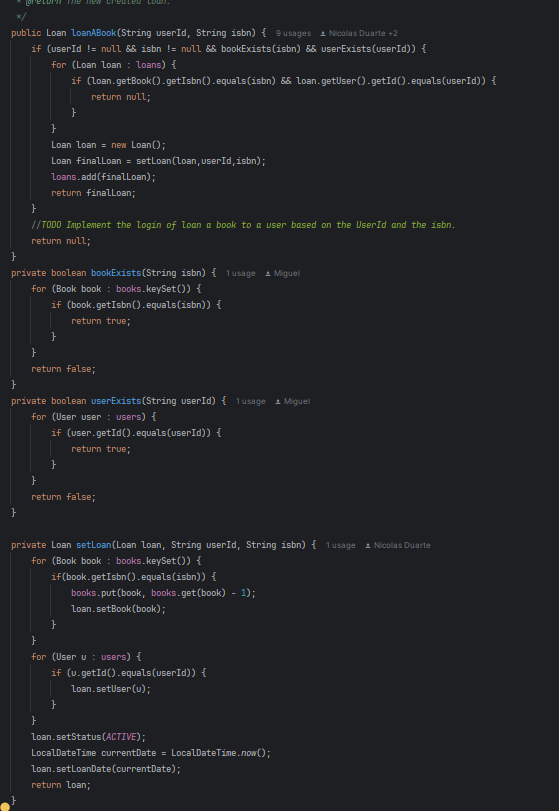 * @return The new created loan.
*/
public Loan loanABook(String userId, String isbn) { 9 usages Nicolas Duarte +2
if (userId != null && isbn != null && bookExists(isbn) && userExists(userId)) {
for (Loan loan : loans) {
if (loan.getBook().getIsbn().equals(isbn) && loan.getUser().getId().equals(userId)) {
return null;
}
}
Loan loan = new Loan();
Loan finalLoan = setLoan(loan,userId,isbn);
loans.add(finalLoan);
return finalLoan;
}
//TODO Implement the login of loan a book to a user based on the UserId and the isbn.
return null;
}
private boolean bookExists(String isbn) { 1 usage Miguel
for (Book book : books.keySet()) {
if (book.getIsbn().equals(isbn)) {
return true;
}
}
return false;
}
private boolean userExists(String userId) { 1 usage Miguel
for (User user : users) {
if (user.getId().equals(userId)) {
return true;
}
}
return false;
}
private Loan setLoan(Loan loan, String userId, String isbn) { 1 usage Nicolas Duarte
for (Book book : books.keySet()) {
if(book.getIsbn().equals(isbn)) {
books.put(book, books.get(book) - 1);
loan.setBook(book);
}
}
for (User u : users) {
if (u.getId().equals(userId)) {
loan.setUser(u);
}
}
loan.setStatus(ACTIVE);
LocalDateTime currentDate = LocalDateTime.now();
loan.setLoanDate(currentDate);
return loan;
}